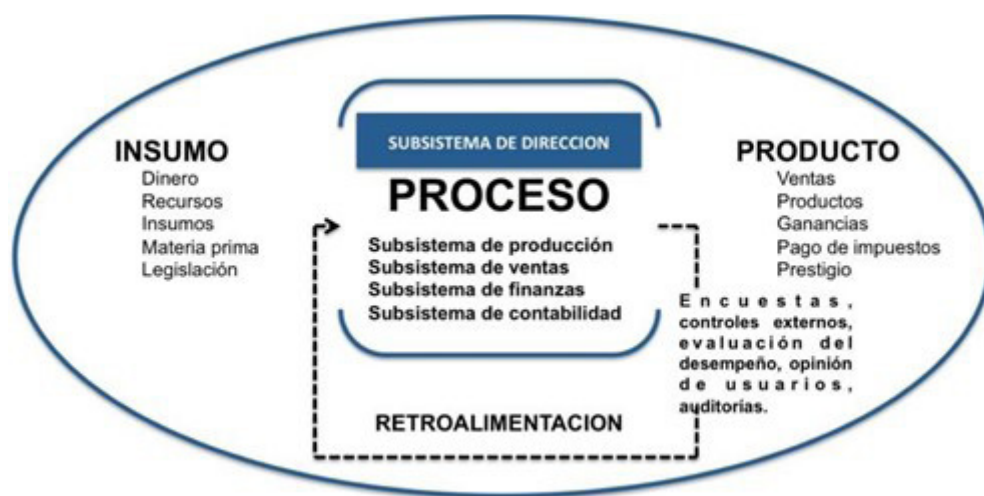 INSUMO
Dinero
Recursos
Insumos
Materia prima
Legislación
SUBSISTEMA DE DIRECCION
PROCESO
Subsistema de producción
Subsistema de ventas
Subsistema de finanzas
Subsistema de contabilidad
PRODUCTO
Ventas
Productos
Ganancias
Pago de impuestos
Prestigio
Encuestas,
controles externos,
evaluación del
desempeño, opinión
de usuarios,
auditorías.
RETROALIMENTACION